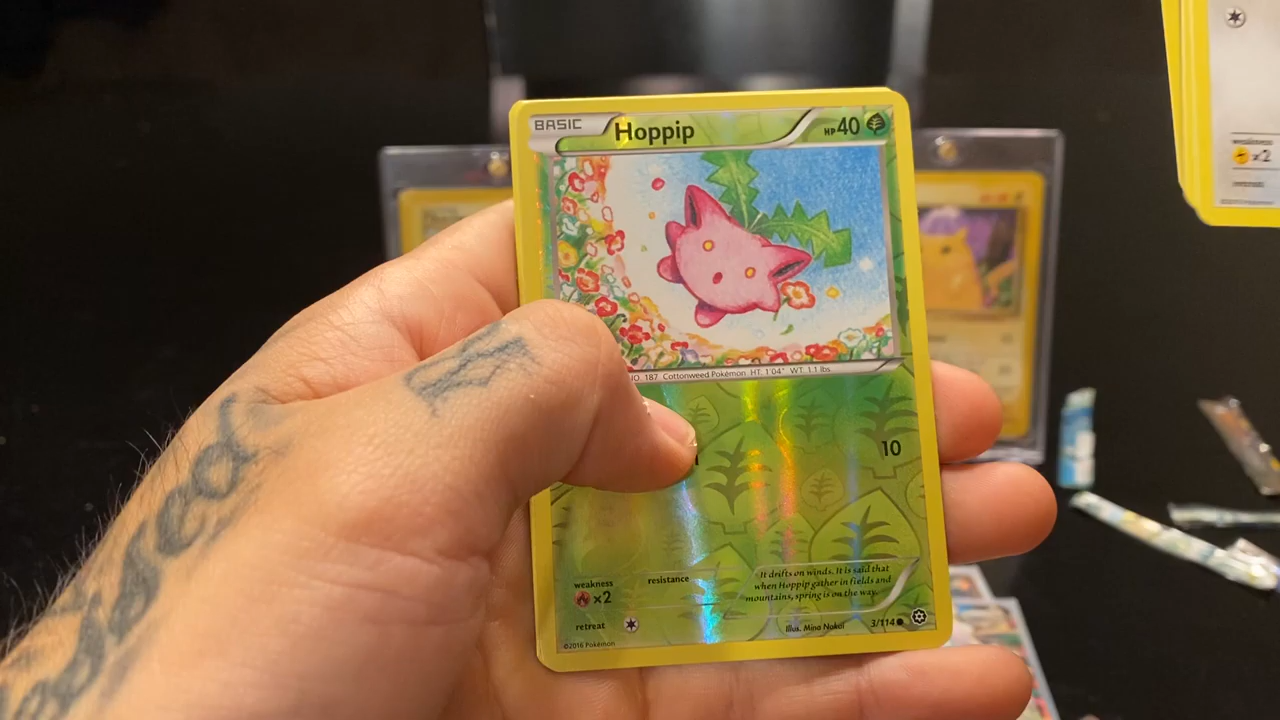 BASIC Hoppip HP 40
NO. 187 Cottonweed Pokémon HT: 1'04" WT: 1.1 lbs
10
weakness
×2
resistance
It drifts on winds. It is said that
when Hoppip gather in fields and
mountains, spring is on the way.
retreat
Illus. Mina Nakai 3/114
©2016 Pokémon
weakness
×2
retreat